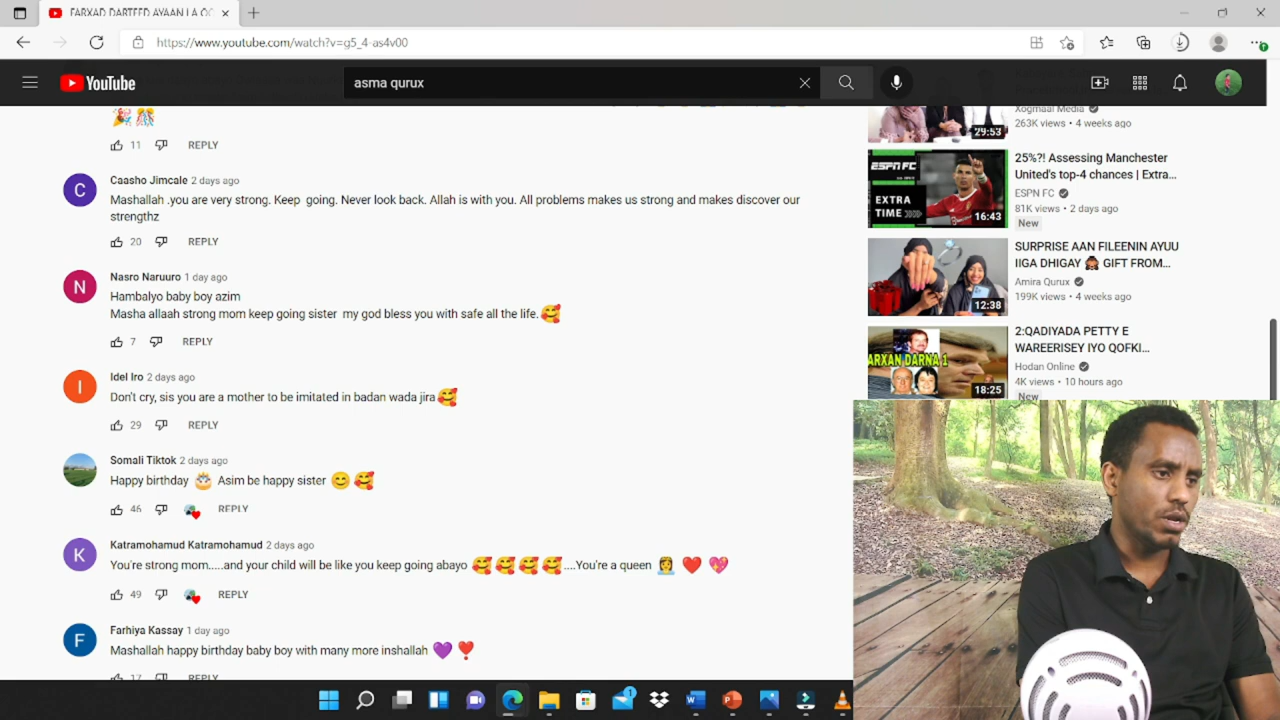 FARXAD DARTEED AYAAN LA
https://www.youtube.com/watch?v=g5_4-as4v00
YouTube
asma qurux
11 REPLY
Caasho Jimcale 2 days ago
Mashallah .you are very strong. Keep going. Never look back. Allah is with you. All problems makes us strong and makes discover our
strengthz
20 REPLY
Nasro Naruuro 1 day ago
Hambalyo baby boy azim
Masha allaah strong mom keep going sister my god bless you with safe all the life.🥰
7 REPLY
Idel Iro 2 days ago
Don't cry, sis you are a mother to be imitated in badan wada jira🥰
29 REPLY
Somali Tiktok 2 days ago
Happy birthday 🎂 Asim be happy sister 😊🥰
46 REPLY
Katramohamud Katramohamud 2 days ago
You're strong mom.....and your child will be like you keep going abayo 🥰🥰🥰🥰....You're a queen 👸❤️💖
49 REPLY
Farhiya Kassay 1 day ago
Mashallah happy birthday baby boy with many more inshallah 💜❣️
17 REPLY
C
N
I
K
F
Xogmaal Media
263K views • 4 weeks ago
29:53
25%?! Assessing Manchester
United's top-4 chances | Extra...
ESPN FC
81K views • 2 days ago
New
ESPN FC
EXTRA
TIME >>>>
16:43
SURPRISE AAN FILEENIN AYUU
IIGA DHIGAY 🙈 GIFT FROM...
Amira Qurux
199K views • 4 weeks ago
12:38
2:QADIYADA PETTY E
WAREERISEY IYO QOFKI...
Hodan Online
4K views • 10 hours ago
New
ARXAN DARNA 1
18:25
1